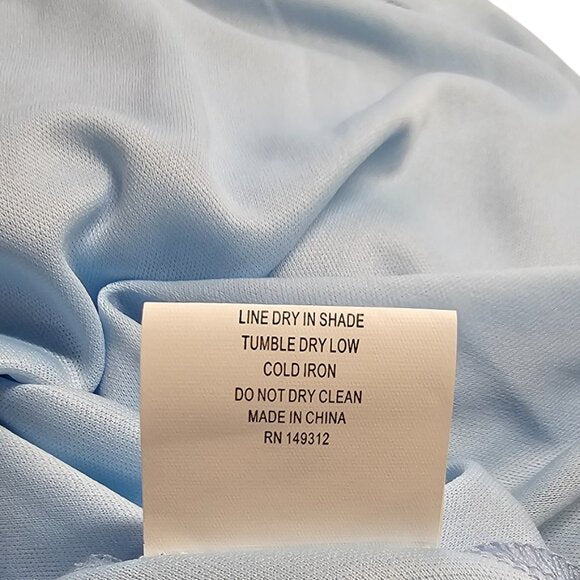 LINE DRY IN SHADE
TUMBLE DRY LOW
COLD IRON
DO NOT DRY CLEAN
MADE IN CHINA
RN 149312